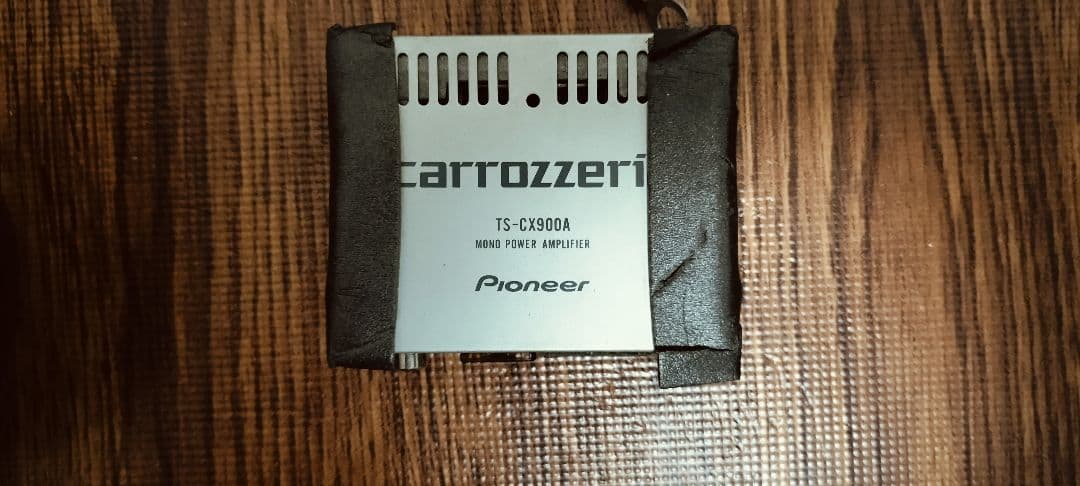 carrozzeri
TS-CX900A
MONO POWER AMPLIFIER
Pioneer